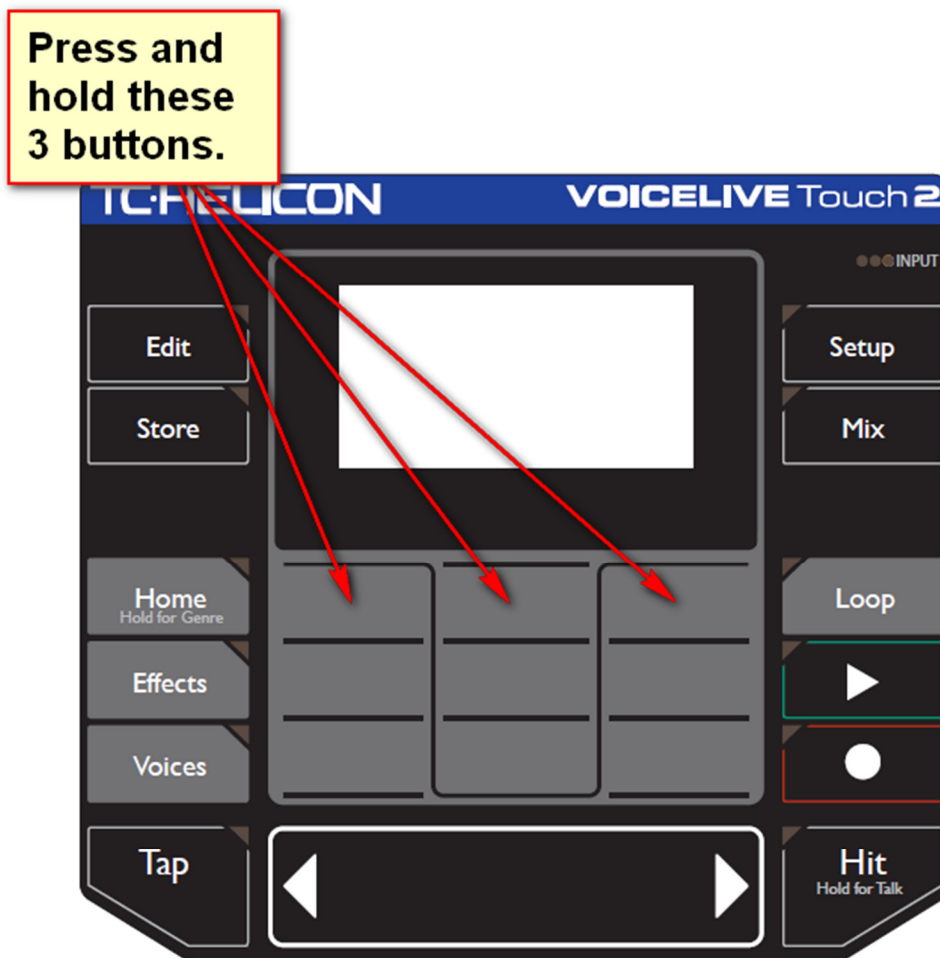 Press and
hold these
3 buttons.
TC·HELICON
VOICELIVE Touch 2
INPUT
Edit
Setup
Store
Mix
Home
Hold for Genre
Loop
Effects
Voices
Tap
Hit
Hold for Talk